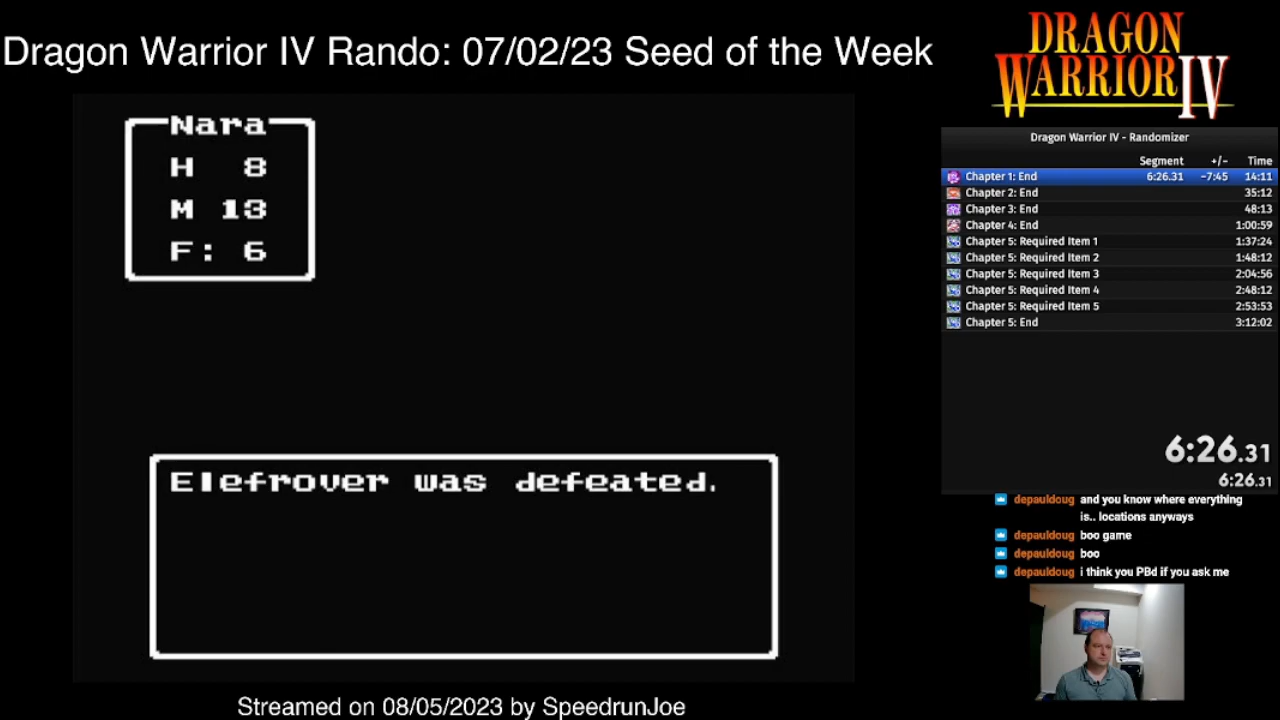 Dragon Warrior IV Rando: 07/02/23 Seed of the Week
Nara
H 8
M 13
F: 6
Elefrover was defeated.
Streamed on 08/05/2023 by SpeedrunJoe
DRAGON
WARRIOR IV
Dragon Warrior IV - Randomizer
Segment +/- Time
Chapter 1: End 6:26.31 -7:45 14:11
Chapter 2: End 35:12
Chapter 3: End 48:13
Chapter 4: End 1:00:59
Chapter 5: Required Item 1 1:37:24
Chapter 5: Required Item 2 1:48:12
Chapter 5: Required Item 3 2:04:56
Chapter 5: Required Item 4 2:48:12
Chapter 5: Required Item 5 2:53:53
Chapter 5: End 3:12:02
6:26.31
6:26.31
depauldoug and you know where everything
is.. locations anyways
depauldoug boo game
depauldoug boo
depauldoug i think you PBd if you ask me